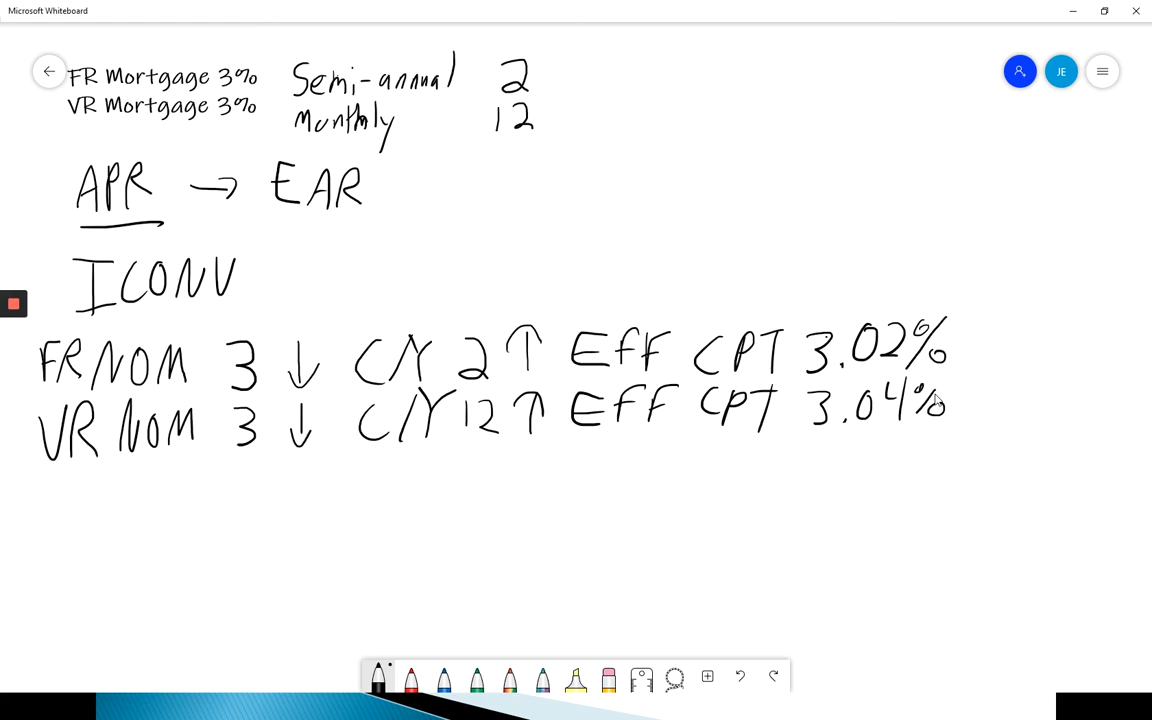 Microsoft Whiteboard
FR Mortgage 3% Semi-annual 2
VR Mortgage 3% Monthly 12
JE
APR → EAR
ICONV
FR NOM 3 ↓ C/Y 2 ↑ EFF CPT 3.02%
VR NOM 3 ↓ C/Y 12 ↑ EFF CPT 3.04%